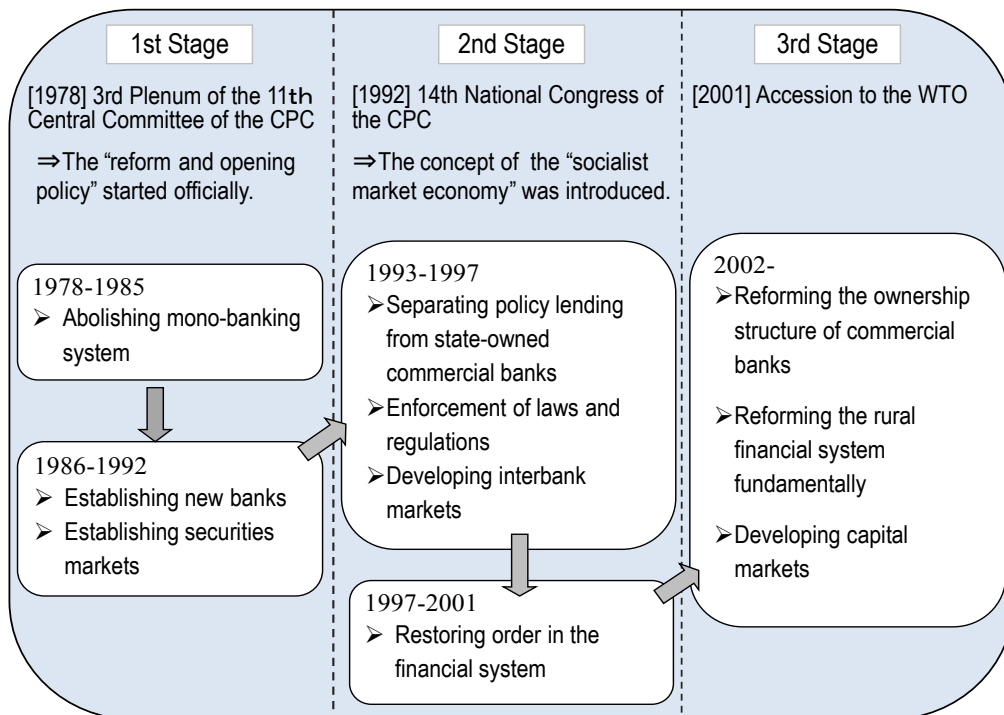 1st Stage
[1978] 3rd Plenum of the 11th
Central Committee of the CPC
⇒The “reform and opening
policy” started officially.
1978-1985
➢ Abolishing mono-banking
system
1986-1992
➢ Establishing new banks
➢ Establishing securities
markets
2nd Stage
[1992] 14th National Congress of
the CPC
⇒The concept of the “socialist
market economy” was introduced.
1993-1997
➢Separating policy lending
from state-owned
commercial banks
➢Enforcement of laws and
regulations
➢Developing interbank
markets
1997-2001
➢ Restoring order in the
financial system
3rd Stage
[2001] Accession to the WTO
2002-
➢Reforming the ownership
structure of commercial
banks
➢Reforming the rural
financial system
fundamentally
➢Developing capital
markets